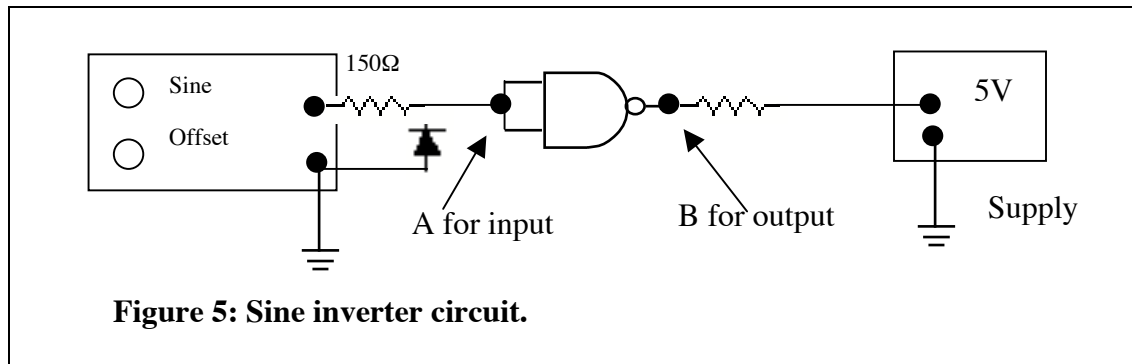 150Ω
Sine
5V
Offset
A for input
B for output
Supply
Figure 5: Sine inverter circuit.